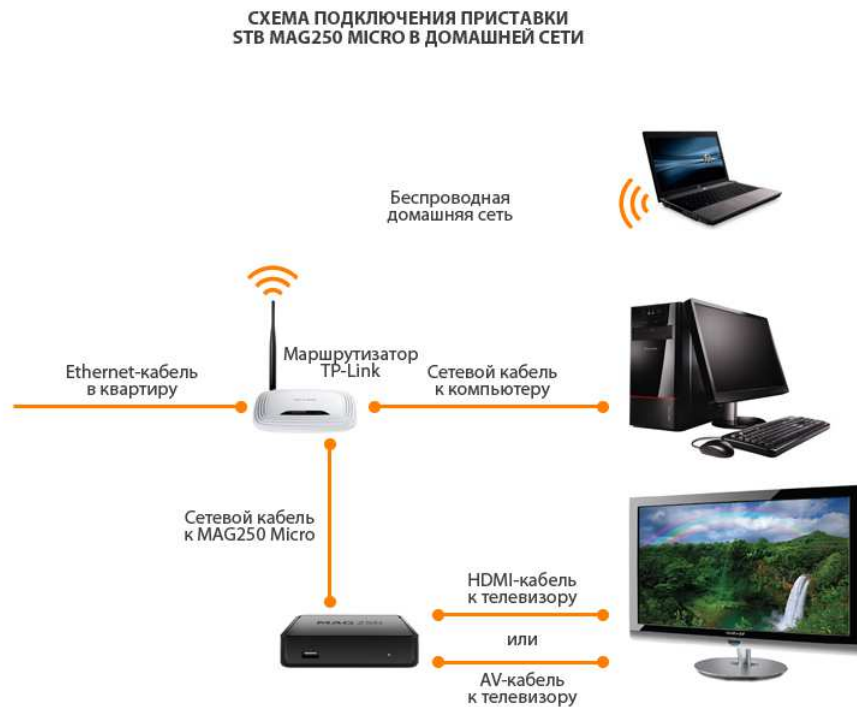 СХЕМА ПОДКЛЮЧЕНИЯ ПРИСТАВКИ
STB MAG250 MICRO В ДОМАШНЕЙ СЕТИ
Беспроводная
домашняя сеть
Маршрутизатор
TP-Link
Ethernet-кабель
в квартиру
Сетевой кабель
к компьютеру
Сетевой кабель
к MAG250 Micro
HDMI-кабель
к телевизору
MAG250
или
AV-кабель
к телевизору